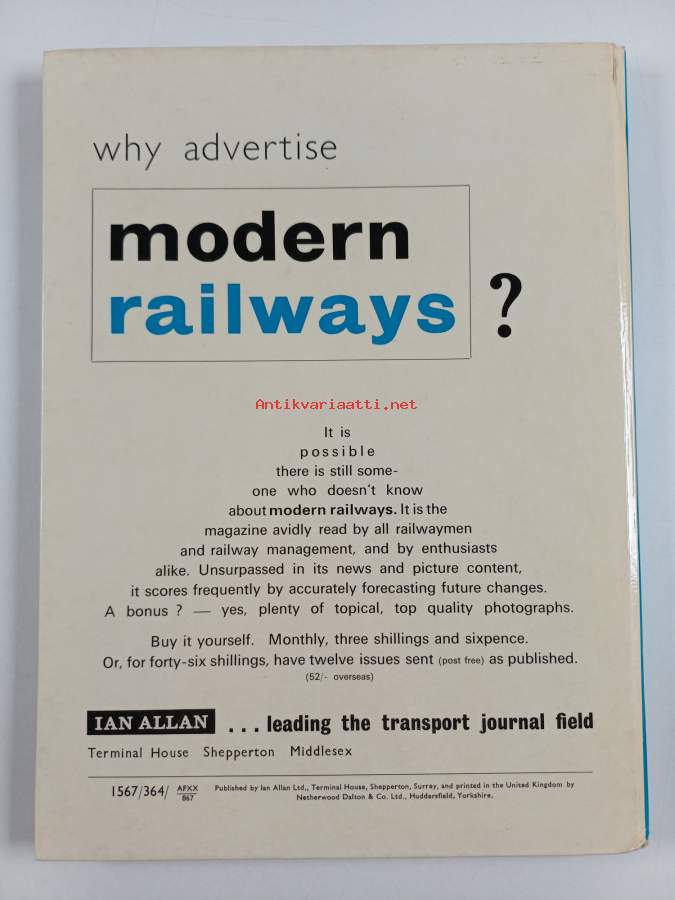 why advertise
modern
railways ?
Antikvariaatti.net
It is
possible
there is still some-
one who doesn't know
about modern railways. It is the
magazine avidly read by all railwaymen
and railway management, and by enthusiasts
alike. Unsurpassed in its news and picture content,
it scores frequently by accurately forecasting future changes.
A bonus ? — yes, plenty of topical, top quality photographs.
Buy it yourself. Monthly, three shillings and sixpence.
Or, for forty-six shillings, have twelve issues sent (post free) as published.
(52/- overseas)
IAN ALLAN ...leading the transport journal field
Terminal House Shepperton Middlesex
1567/364/ AFXX
867
Published by Ian Allan Ltd., Terminal House, Shepperton, Surrey, and printed in the United Kingdom by
Netherwood Dalton & Co. Ltd., Huddersfield, Yorkshire.